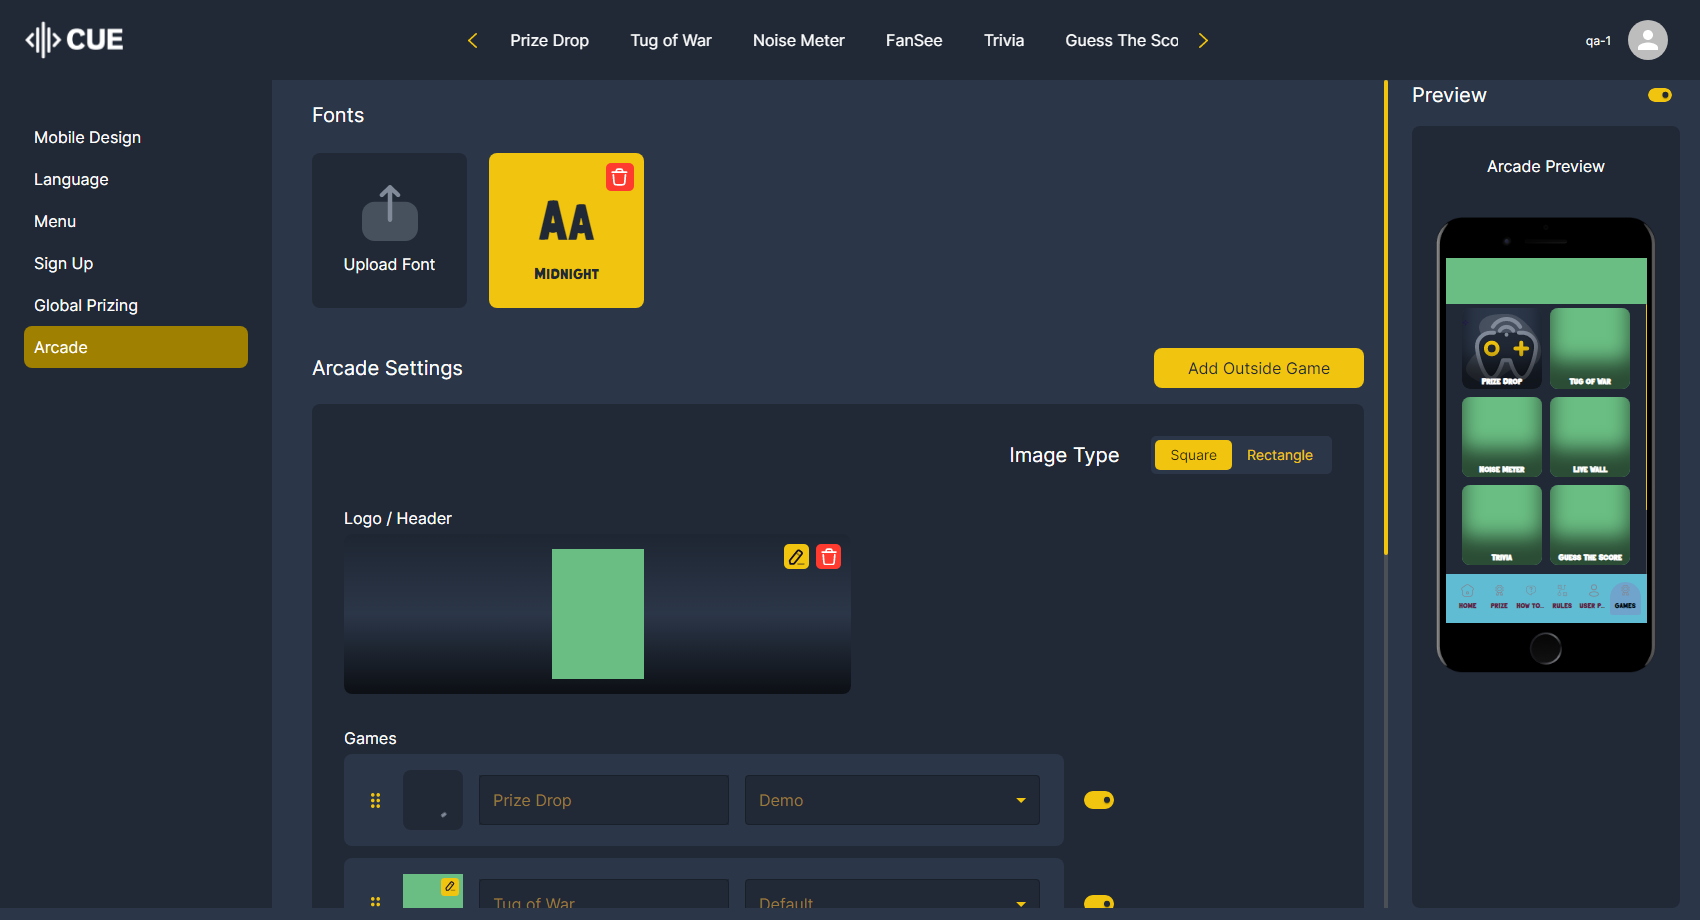 CUE
Prize Drop
Tug of War
Noise Meter
FanSee
Trivia
Guess The Sco
qa-1
Mobile Design
Language
Menu
Sign Up
Global Prizing
Arcade
Fonts
Upload Font
AA
MIDNIGHT
Arcade Settings
Add Outside Game
Image Type
Square
Rectangle
Logo / Header
Games
Prize Drop
Demo
Tug of War
Default
Preview
Arcade Preview
PRIZE DROP
TUG OF WAR
NOISE METER
LIVE WALL
TRIVIA
GUESS THE SCORE
HOME
PRIZE
HOW TO..
RULES
USER P..
GAMES